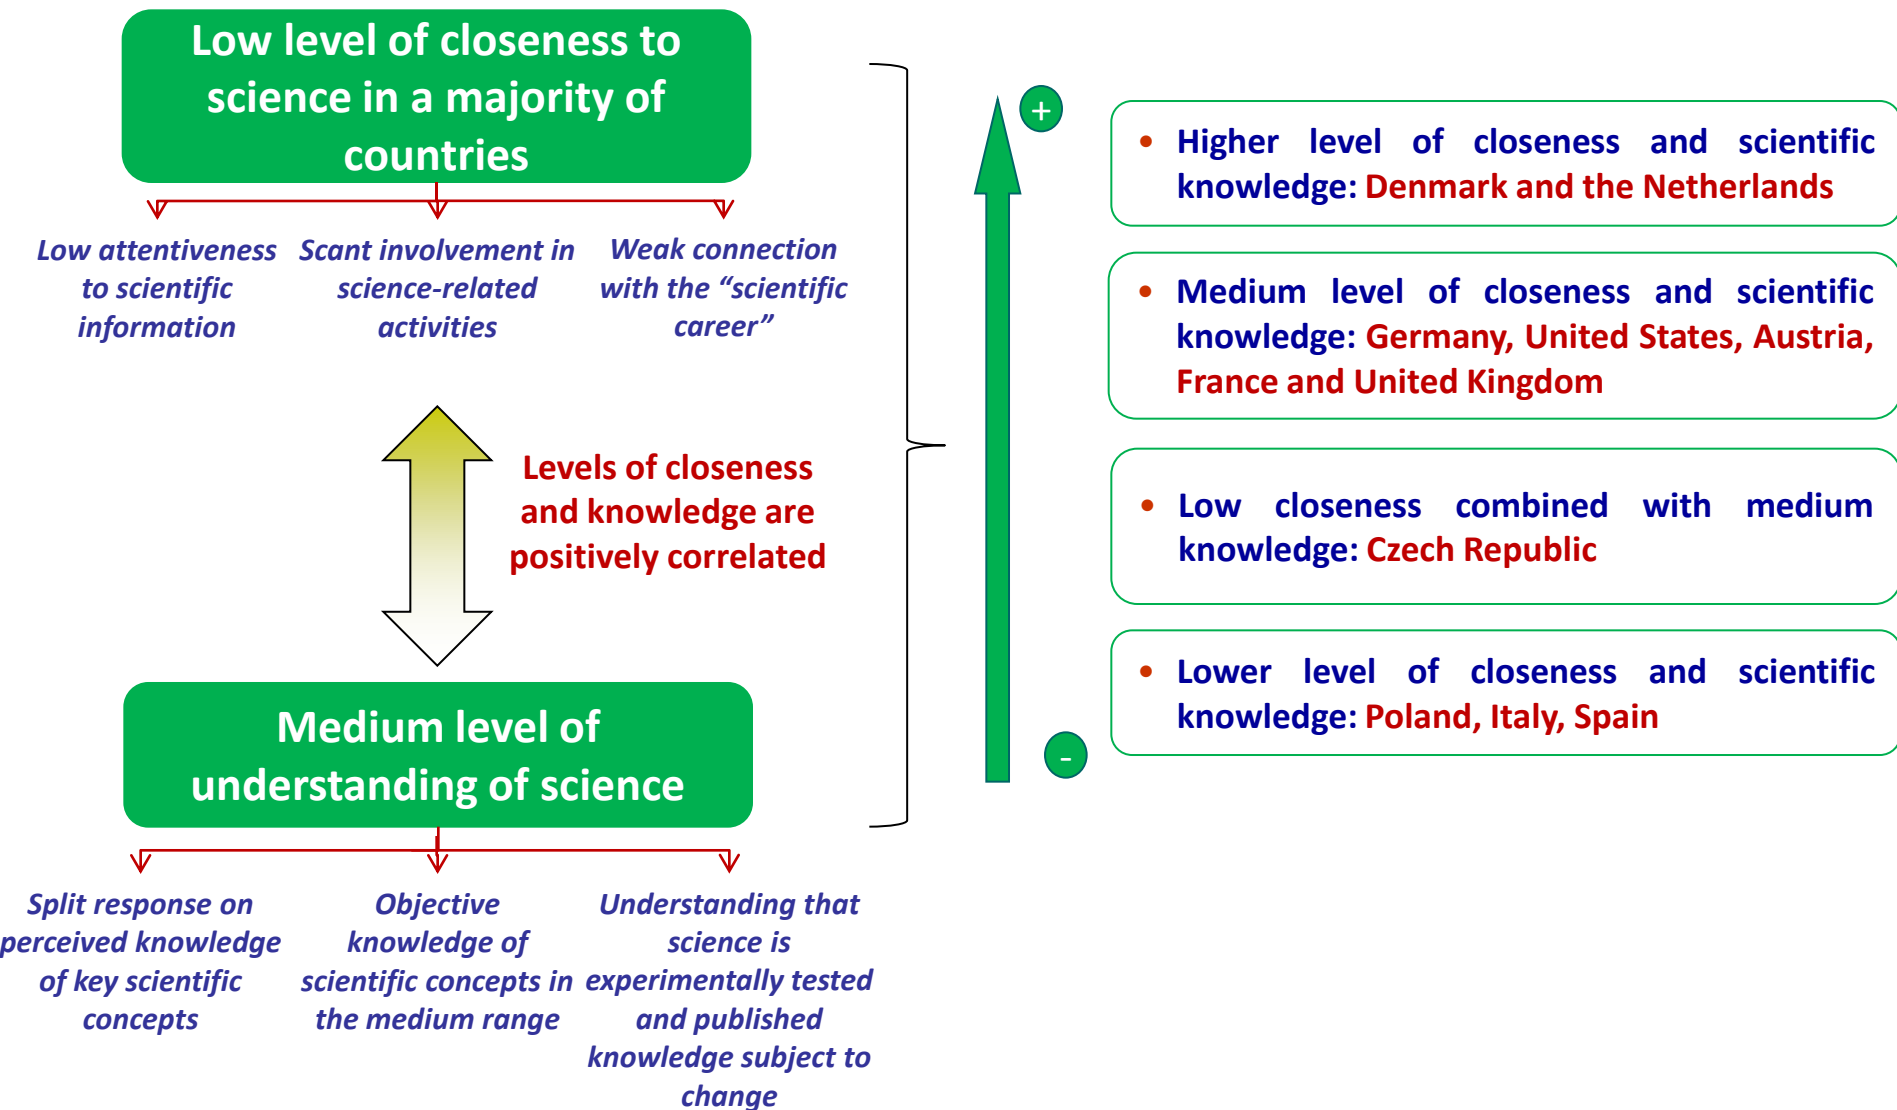 Low level of closeness to
science in a majority of
countries
Low attentiveness
to scientific
information
Scant involvement in
science-related
activities
Weak connection
with the “scientific
career”
Levels of closeness
and knowledge are
positively correlated
Medium level of
understanding of science
Split response on
perceived knowledge
of key scientific
concepts
Objective
knowledge of
scientific concepts in
the medium range
Understanding that
science is
experimentally tested
and published
knowledge subject to
change
+
-
• Higher level of closeness and scientific
knowledge: Denmark and the Netherlands
• Medium level of closeness and scientific
knowledge: Germany, United States, Austria,
France and United Kingdom
• Low closeness combined with medium
knowledge: Czech Republic
• Lower level of closeness and scientific
knowledge: Poland, Italy, Spain